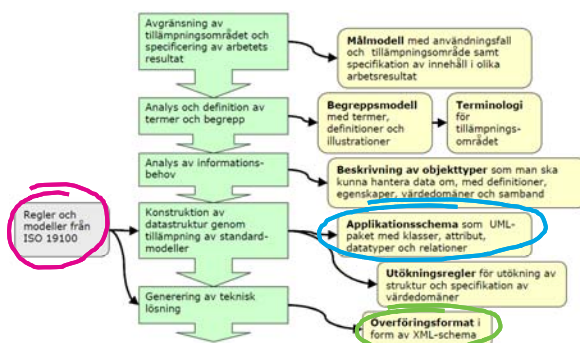 Avgränsning av
tillämpningsområdet och
specificering av arbetets
resultat
Målmodell med användningsfall
och tillämpningsområde samt
specifikation av innehåll i olika
arbetsresultat
Analys och definition av
termer och begrepp
Begreppsmodell
med termer,
definitioner och
illustrationer
Terminologi
för
tillämpnings-
området
Analys av informations-
behov
Beskrivning av objekttyper som man ska
kunna hantera data om, med definitioner,
egenskaper, värdedomäner och samband
Regler och
modeller från
ISO 19100
Konstruktion av
datastruktur genom
tillämpning av standard-
modeller
Applikationsschema som UML-
paket med klasser, attribut,
datatyper och relationer
Utökningsregler för utökning av
struktur och specifikation av
värdedomäner
Generering av teknisk
lösning
Överföringsformat i
form av XML-schema